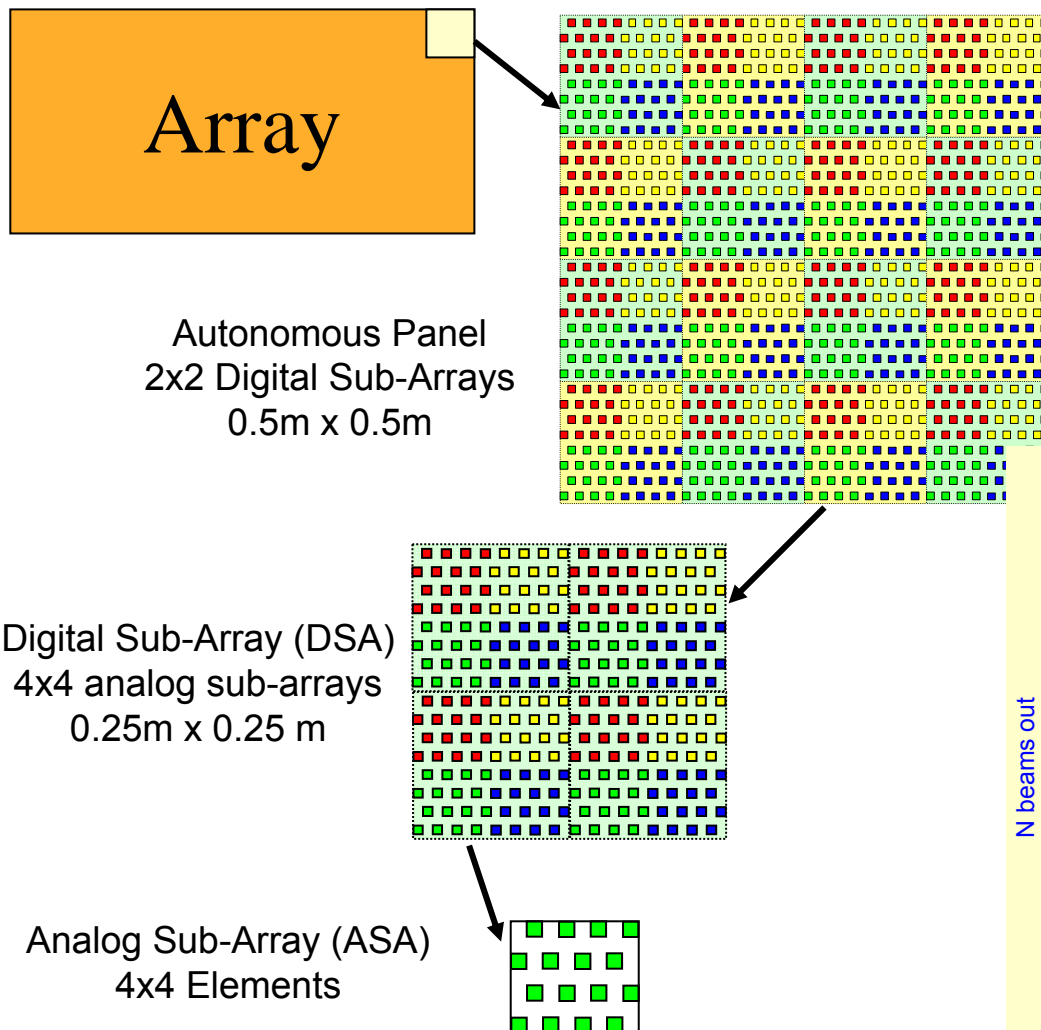 Array
Autonomous Panel
2x2 Digital Sub-Arrays
0.5m x 0.5m
Digital Sub-Array (DSA)
4x4 analog sub-arrays
0.25m x 0.25 m
N beams out
Analog Sub-Array (ASA)
4x4 Elements